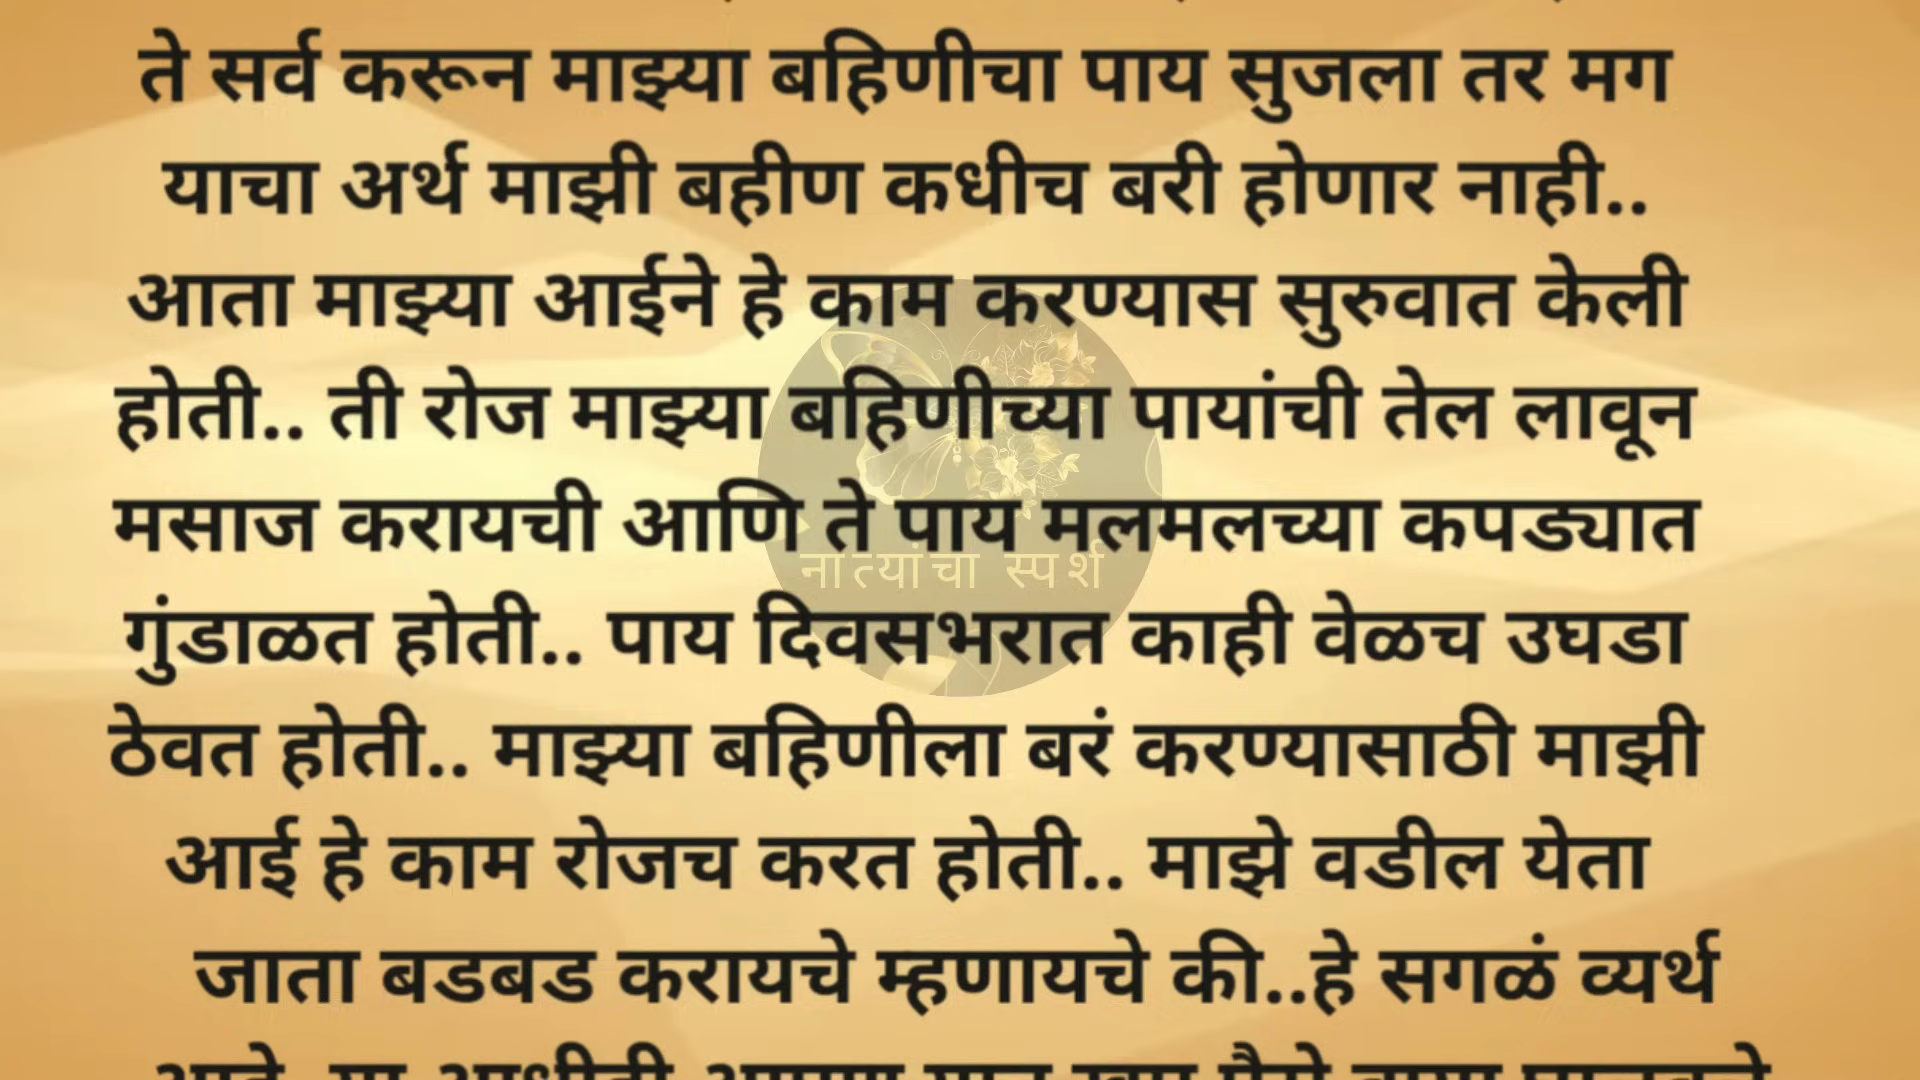 ते सर्व करून माझ्या बहिणीचा पाय सुजला तर मग
याचा अर्थ माझी बहीण कधीच बरी होणार नाही..
आता माझ्या आईने हे काम करण्यास सुरुवात केली
होती.. ती रोज माझ्या बहिणीच्या पायांची तेल लावून
मसाज करायची आणि ते पाय मलमलच्या कपड्यात
गुंडाळत होती.. पाय दिवसभरात काही वेळच उघडा
ठेवत होती.. माझ्या बहिणीला बरं करण्यासाठी माझी
आई हे काम रोजच करत होती.. माझे वडील येता
जाता बडबड करायचे म्हणायचे की..हे सगळं व्यर्थ
नात्यांचा स्पर्श